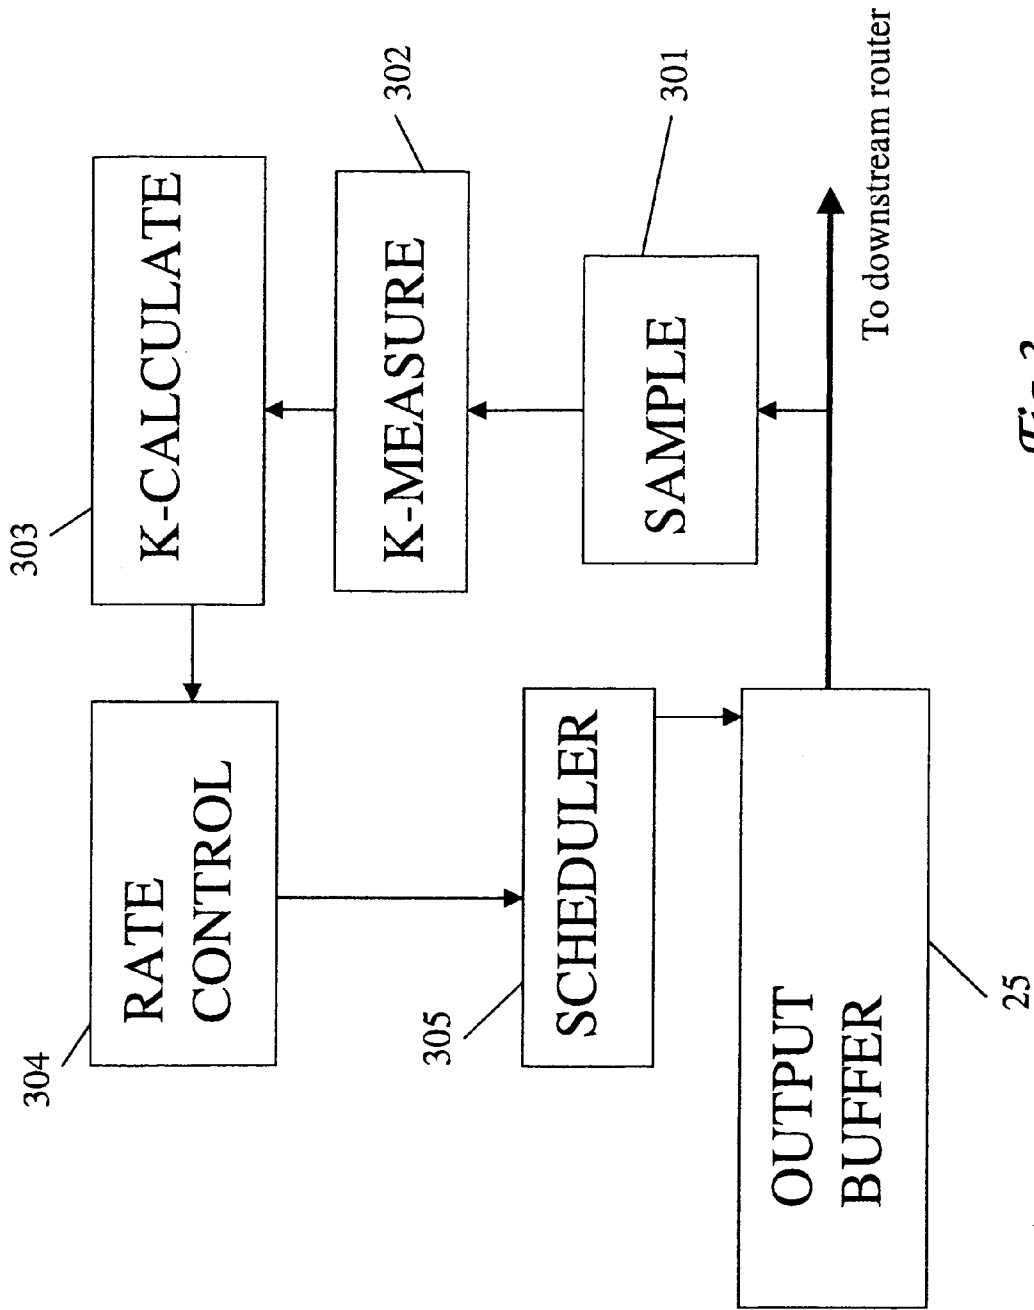 303
K-CALCULATE
302
K-MEASURE
301
SAMPLE
To downstream router
304
RATE
CONTROL
305
SCHEDULER
OUTPUT
BUFFER
25